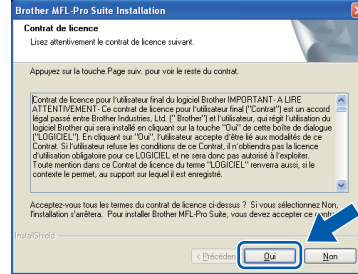 Brother MFL-Pro Suite Installation
Contrat de licence
Lisez attentivement le contrat de licence suivant.
Appuyez sur la touche Page suiv. pour voir le reste du contrat.
Contrat de licence pour l'utilisateur final du logiciel Brother IMPORTANT- A LIRE
ATTENTIVEMENT- Ce contrat de licence pour l'utilisateur final ("Contrat") est un accord
légal passé entre Brother Industries, Ltd. (" Brother") et l'utilisateur, qui régit l'utilisation du
logiciel Brother qui sera installé en cliquant sur la touche "Oui" de cette boîte de dialogue
("LOGICIEL"). En cliquant sur "Oui", l'utilisateur accepte d'être lié aux modalités de ce
Contrat. Si l'utilisateur refuse les conditions de ce Contrat, il n'obtiendra pas la licence
d'utilisation obligatoire pour ce LOGICIEL et ne sera donc pas autorisé à l'exploiter.
Toute mention dans ce Contrat de licence du terme "LOGICIEL" renverra aussi, si le
contexte le permet, au support sur lequel il est enregistré.
Acceptez-vous tous les termes du contrat de licence ci-dessous ? Si vous sélectionnez Non,
l'installation s'arrêtera. Pour installer Brother MFL-Pro Suite, vous devez accepter ce
InstallShield
< Précéden Oui Non